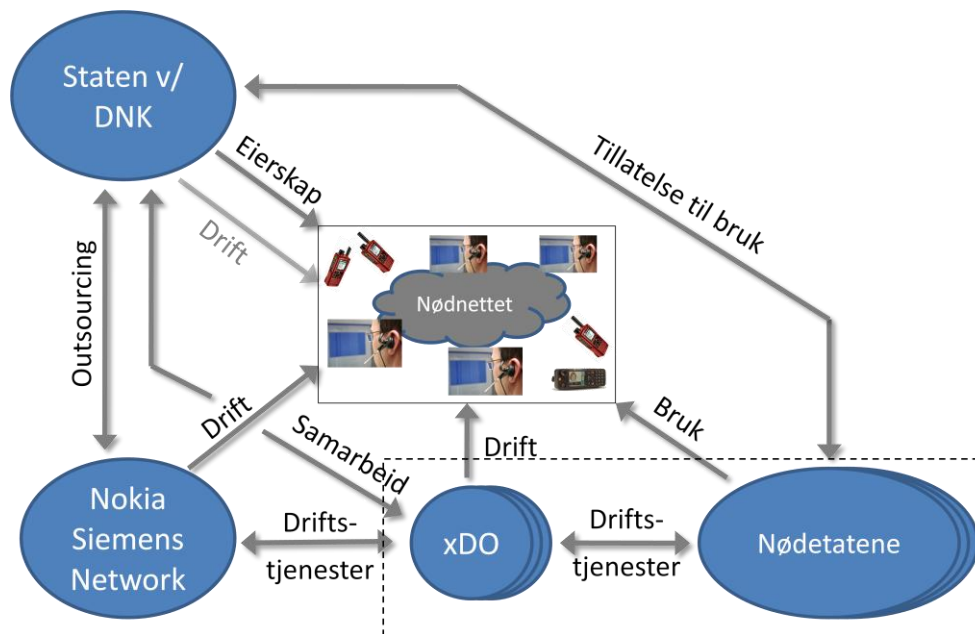 Staten v/
DNK
Eierskap
Drift
Tillatelse til bruk
Outsourcing
Nødnettet
Drift
Samarbeid
Drift
Bruk
Nokia
Siemens
Network
Drifts-
tjenester
xDO
Drifts-
tjenester
Nødetatene